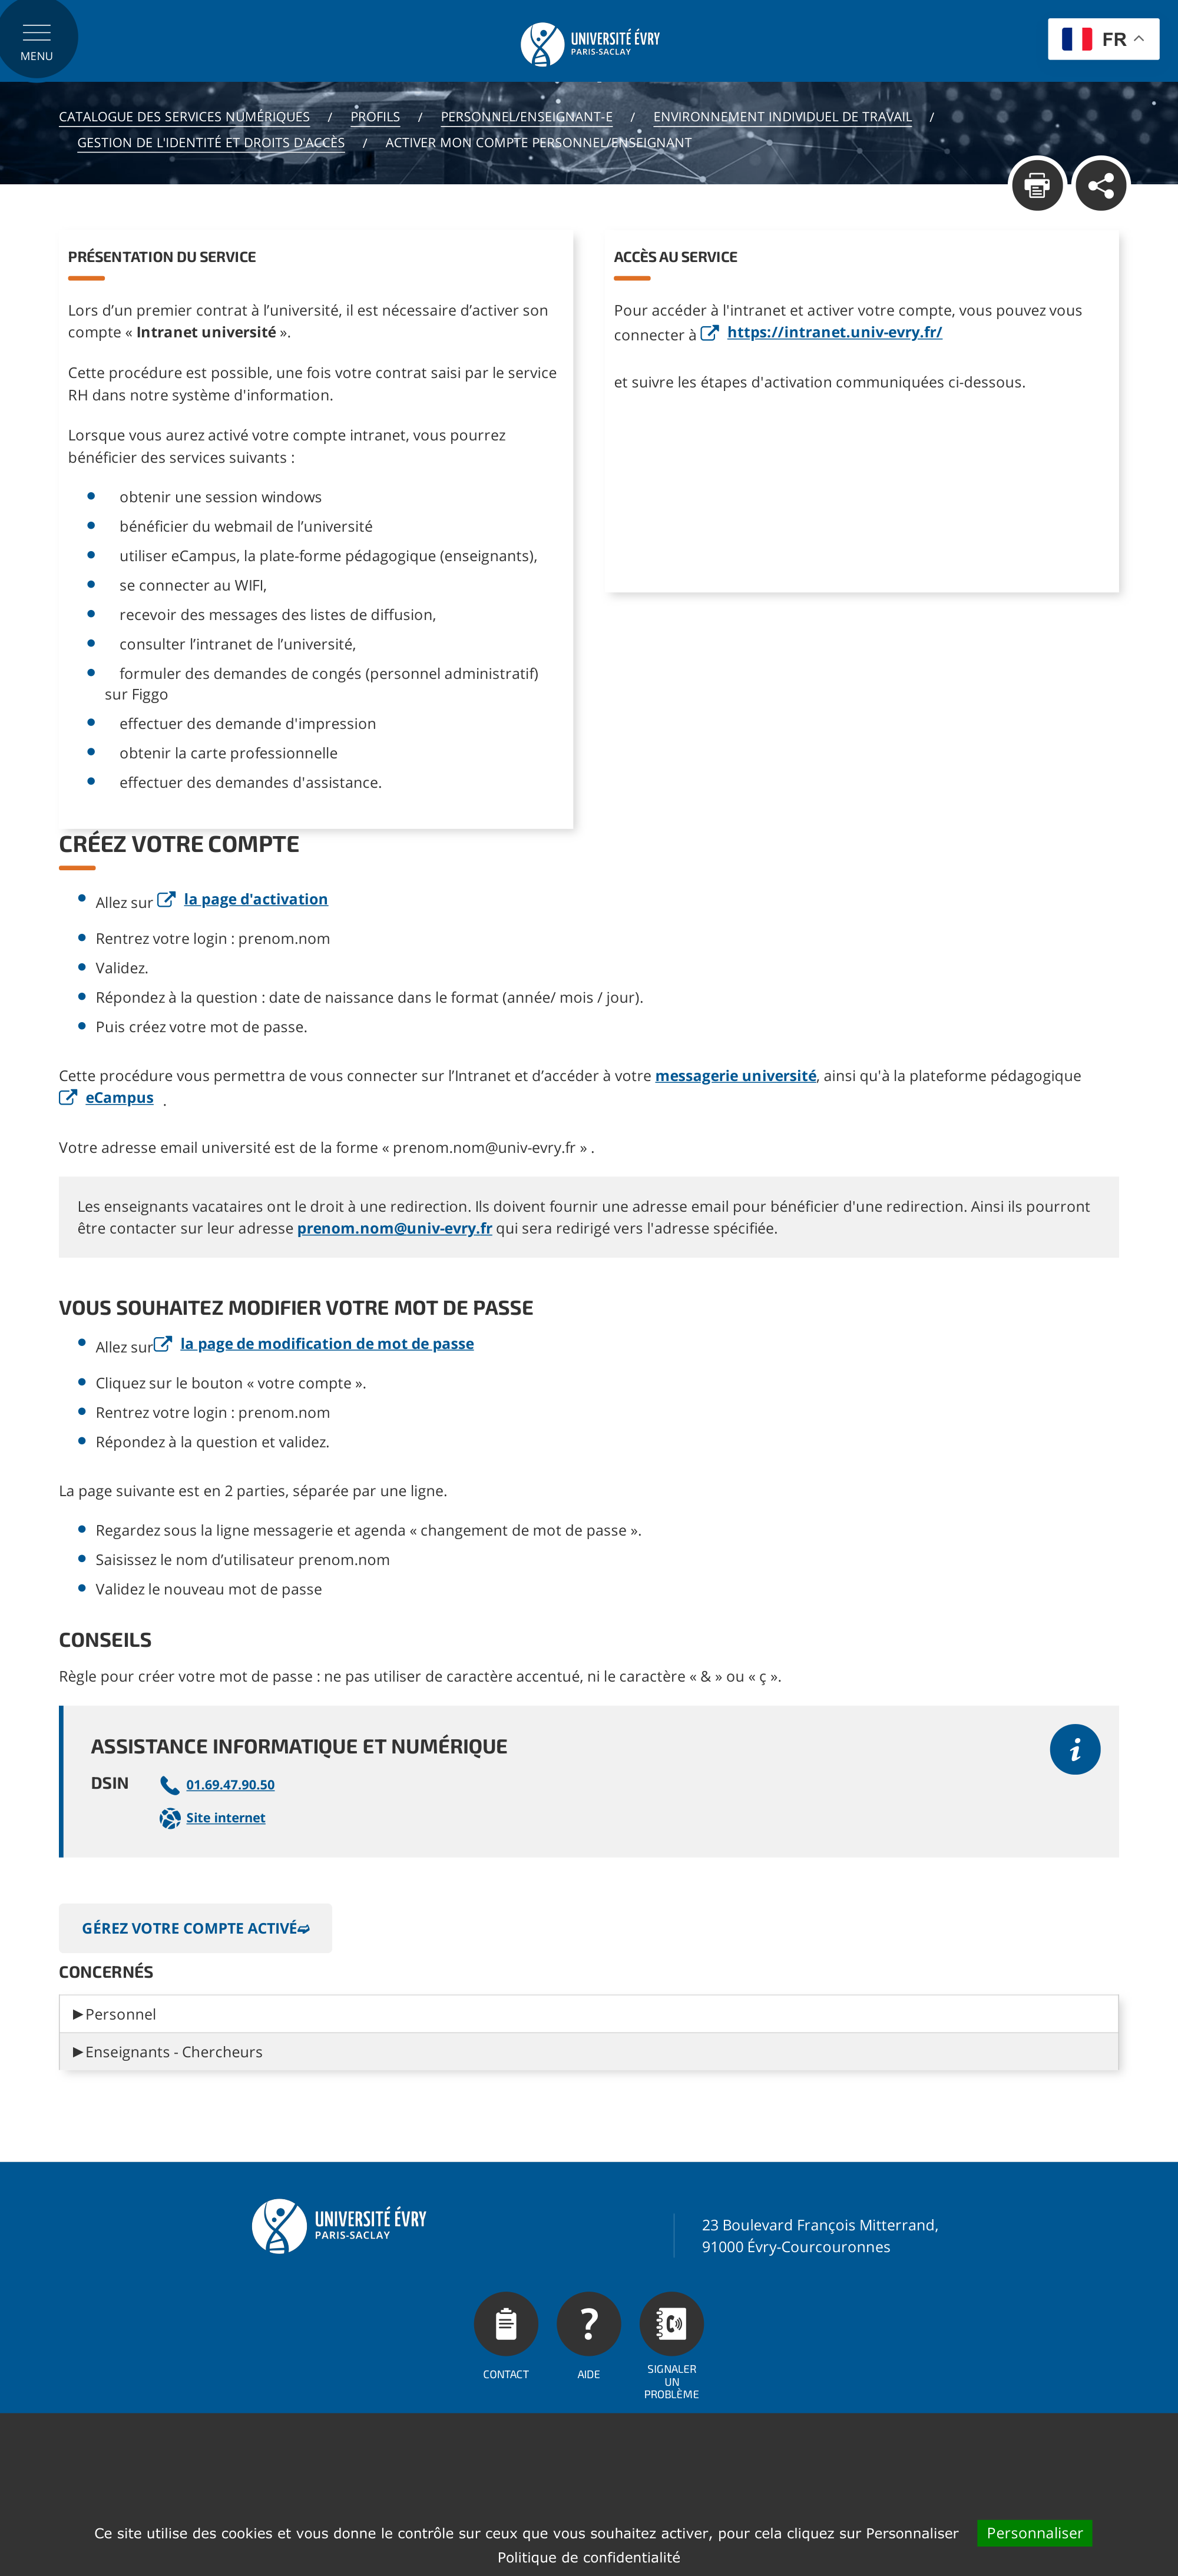 MENU
UNIVERSITÉ ÉVRY
PARIS-SACLAY
FR
CATALOGUE DES SERVICES NUMÉRIQUES / PROFILS / PERSONNEL/ENSEIGNANT-E / ENVIRONNEMENT INDIVIDUEL DE TRAVAIL /
GESTION DE L'IDENTITÉ ET DROITS D'ACCÈS / ACTIVER MON COMPTE PERSONNEL/ENSEIGNANT
PRÉSENTATION DU SERVICE
Lors d’un premier contrat à l’université, il est nécessaire d’activer son
compte « Intranet université ».
Cette procédure est possible, une fois votre contrat saisi par le service
RH dans notre système d'information.
Lorsque vous aurez activé votre compte intranet, vous pourrez
bénéficier des services suivants :
obtenir une session windows
bénéficier du webmail de l’université
utiliser eCampus, la plate-forme pédagogique (enseignants),
se connecter au WIFI,
recevoir des messages des listes de diffusion,
consulter l’intranet de l’université,
formuler des demandes de congés (personnel administratif)
sur Figgo
effectuer des demande d'impression
obtenir la carte professionnelle
effectuer des demandes d'assistance.
ACCÈS AU SERVICE
Pour accéder à l'intranet et activer votre compte, vous pouvez vous
connecter à https://intranet.univ-evry.fr/
et suivre les étapes d'activation communiquées ci-dessous.
CRÉEZ VOTRE COMPTE
Allez sur la page d'activation
Rentrez votre login : prenom.nom
Validez.
Répondez à la question : date de naissance dans le format (année/ mois / jour).
Puis créez votre mot de passe.
Cette procédure vous permettra de vous connecter sur l’Intranet et d’accéder à votre messagerie université, ainsi qu'à la plateforme pédagogique
eCampus .
Votre adresse email université est de la forme « prenom.nom@univ-evry.fr » .
Les enseignants vacataires ont le droit à une redirection. Ils doivent fournir une adresse email pour bénéficier d'une redirection. Ainsi ils pourront
être contacter sur leur adresse prenom.nom@univ-evry.fr qui sera redirigé vers l'adresse spécifiée.
VOUS SOUHAITEZ MODIFIER VOTRE MOT DE PASSE
Allez sur la page de modification de mot de passe
Cliquez sur le bouton « votre compte ».
Rentrez votre login : prenom.nom
Répondez à la question et validez.
La page suivante est en 2 parties, séparée par une ligne.
Regardez sous la ligne messagerie et agenda « changement de mot de passe ».
Saisissez le nom d’utilisateur prenom.nom
Validez le nouveau mot de passe
CONSEILS
Règle pour créer votre mot de passe : ne pas utiliser de caractère accentué, ni le caractère « & » ou « ç ».
ASSISTANCE INFORMATIQUE ET NUMÉRIQUE
DSIN 01.69.47.90.50
Site internet
GÉREZ VOTRE COMPTE ACTIVÉ➫
CONCERNÉS
▶Personnel
▶Enseignants - Chercheurs
UNIVERSITÉ ÉVRY
PARIS-SACLAY
23 Boulevard François Mitterrand,
91000 Évry-Courcouronnes
CONTACT
AIDE
SIGNALER
UN
PROBLÈME
Ce site utilise des cookies et vous donne le contrôle sur ceux que vous souhaitez activer, pour cela cliquez sur Personnaliser Personnaliser
Politique de confidentialité